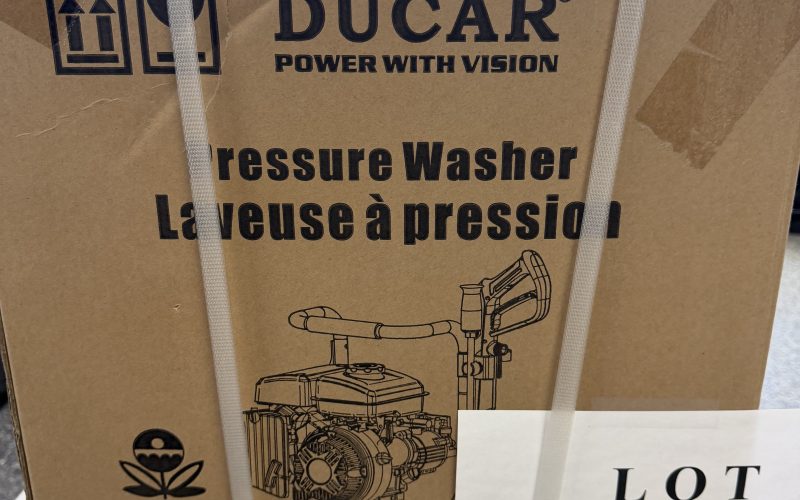 DUCAR®
POWER WITH VISION
Pressure Washer
Laveuse à pression
LOT